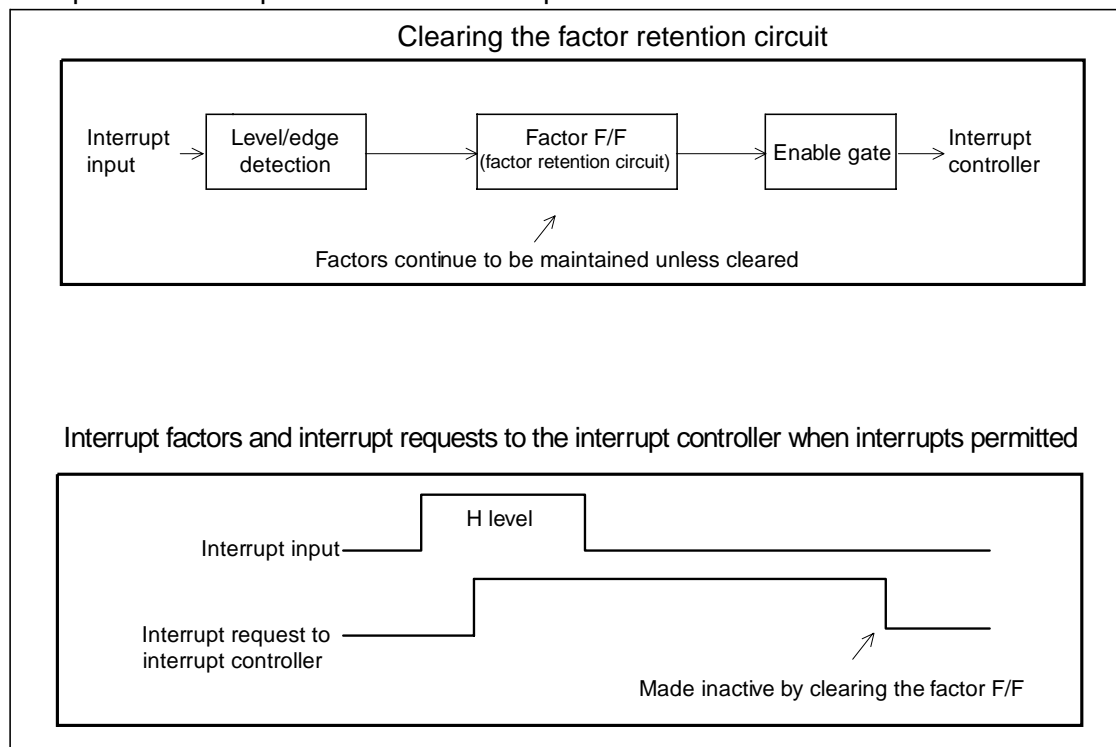 Clearing the factor retention circuit
Interrupt
input
Level/edge
detection
Factor F/F
(factor retention circuit)
Enable gate
Interrupt
controller
Factors continue to be maintained unless cleared
Interrupt factors and interrupt requests to the interrupt controller when interrupts permitted
H level
Interrupt input
Interrupt request to
interrupt controller
Made inactive by clearing the factor F/F